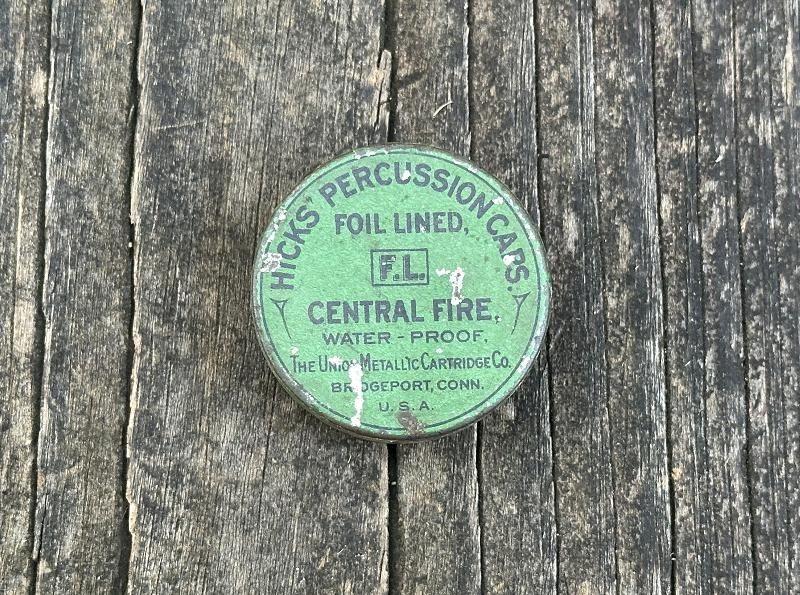 HICKS' PERCUSSION CAPS.
FOIL LINED,
F.L.
CENTRAL FIRE,
WATER-PROOF,
THE UNION METALLIC CARTRIDGE CO.
BRIDGEPORT, CONN.
U.S.A.